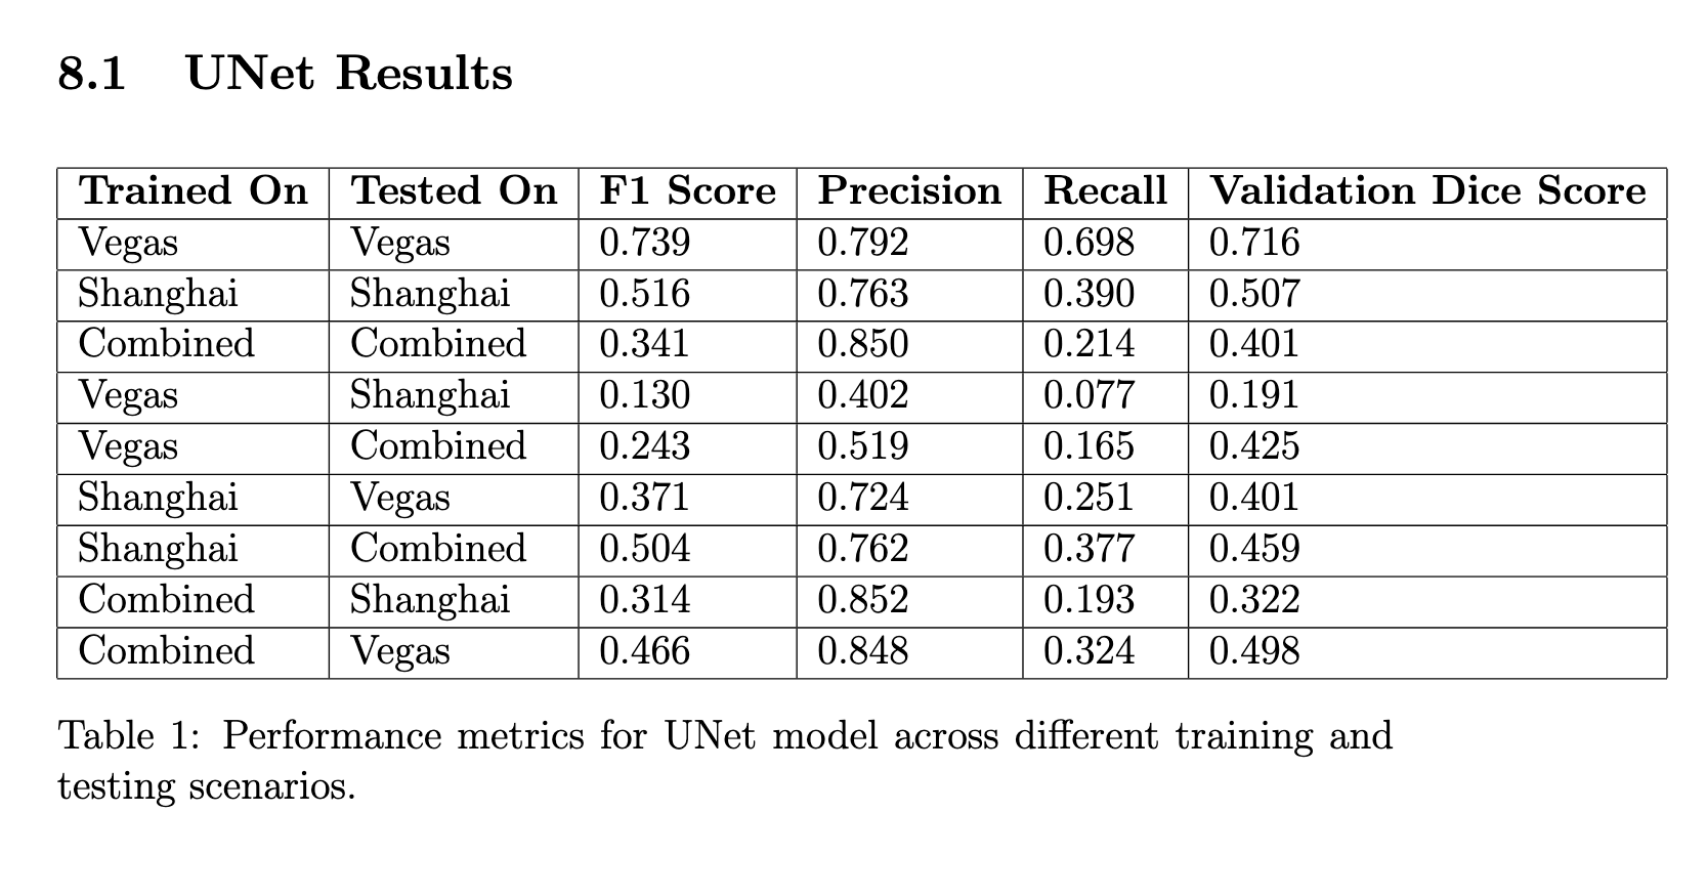 8.1 UNet Results
Trained On Tested On F1 Score Precision Recall Validation Dice Score
Vegas Vegas 0.739 0.792 0.698 0.716
Shanghai Shanghai 0.516 0.763 0.390 0.507
Combined Combined 0.341 0.850 0.214 0.401
Vegas Shanghai 0.130 0.402 0.077 0.191
Vegas Combined 0.243 0.519 0.165 0.425
Shanghai Vegas 0.371 0.724 0.251 0.401
Shanghai Combined 0.504 0.762 0.377 0.459
Combined Shanghai 0.314 0.852 0.193 0.322
Combined Vegas 0.466 0.848 0.324 0.498
Table 1: Performance metrics for UNet model across different training and
testing scenarios.